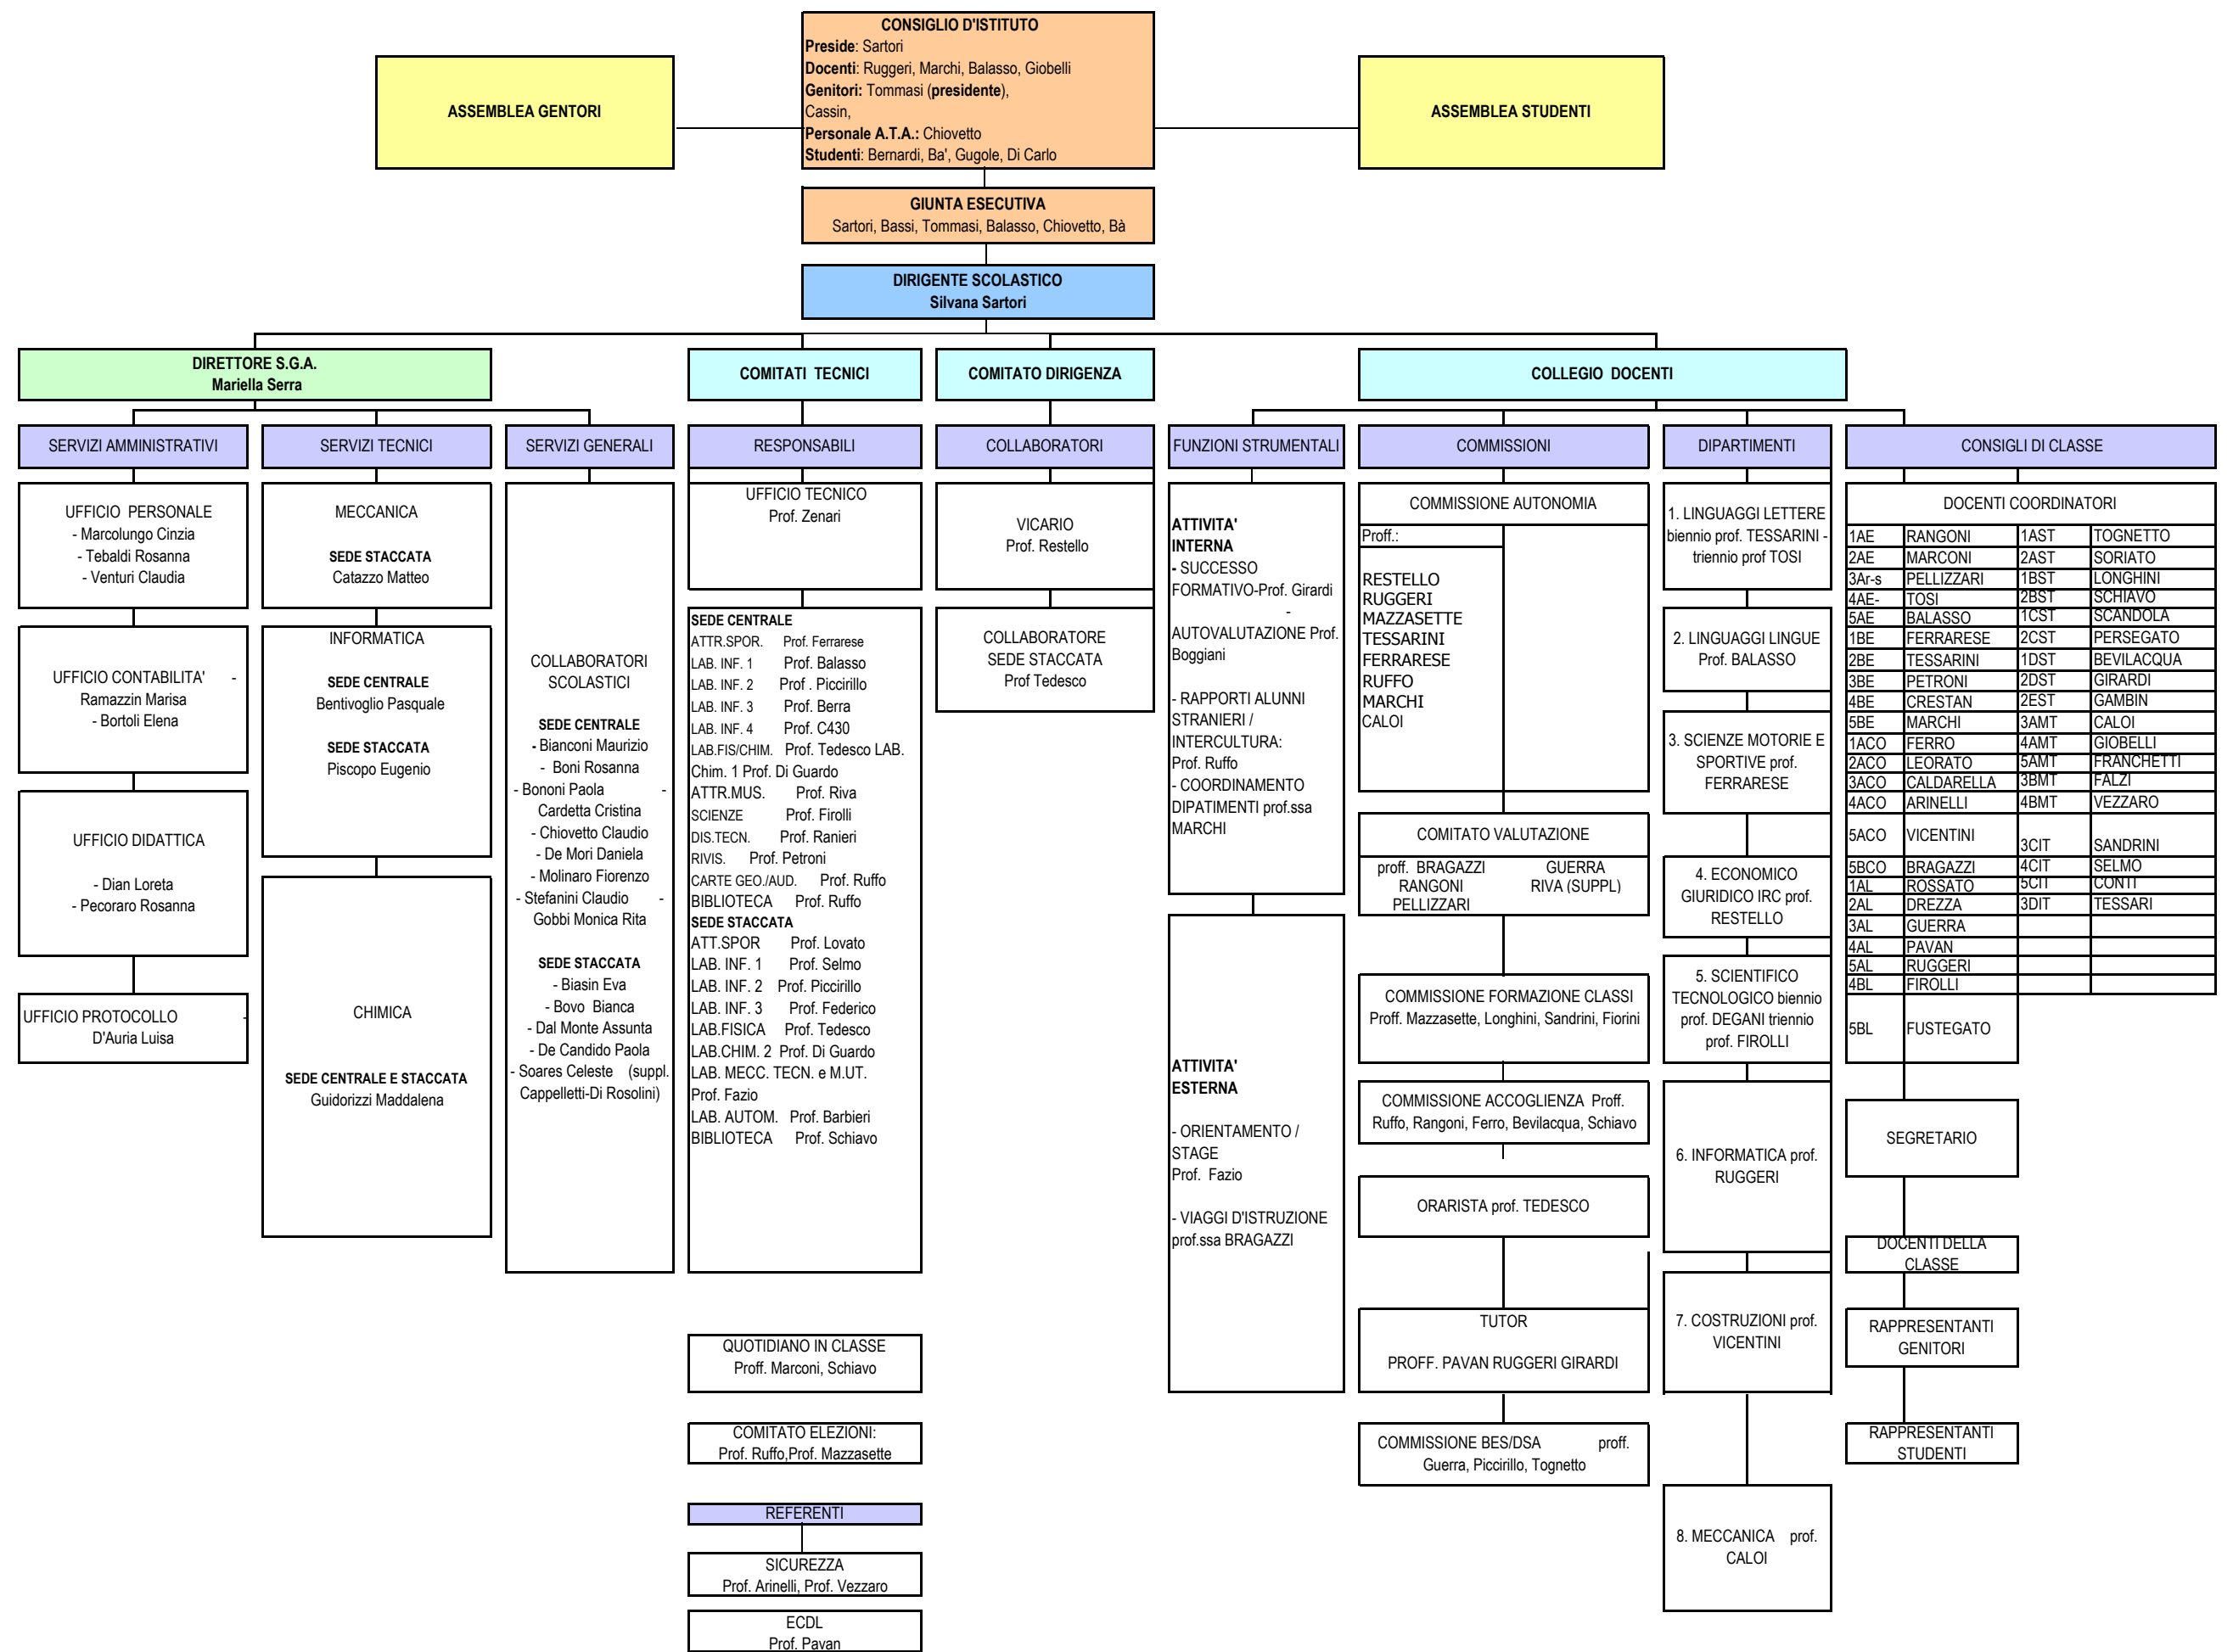 CONSIGLIO D'ISTITUTO
Preside: Sartori
Docenti: Ruggeri, Marchi, Balasso, Giobelli
Genitori: Tommasi (presidente),
Cassin,
Personale A.T.A.: Chiovetto
Studenti: Bernardi, Ba', Gugole, Di Carlo
ASSEMBLEA GENTORI
ASSEMBLEA STUDENTI
GIUNTA ESECUTIVA
Sartori, Bassi, Tommasi, Balasso, Chiovetto, Bà
DIRIGENTE SCOLASTICO
Silvana Sartori
DIRETTORE S.G.A.
Mariella Serra
COMITATI TECNICI
COMITATO DIRIGENZA
COLLEGIO DOCENTI
SERVIZI AMMINISTRATIVI
UFFICIO PERSONALE
- Marcolungo Cinzia
- Tebaldi Rosanna
- Venturi Claudia
UFFICIO CONTABILITA' -
Ramazzin Marisa
- Bortoli Elena
UFFICIO DIDATTICA
- Dian Loreta
- Pecoraro Rosanna
UFFICIO PROTOCOLLO -
D'Auria Luisa
SERVIZI TECNICI
MECCANICA
SEDE STACCATA
Catazzo Matteo
INFORMATICA
SEDE CENTRALE
Bentivoglio Pasquale
SEDE STACCATA
Piscopo Eugenio
CHIMICA
SEDE CENTRALE E STACCATA
Guidorizzi Maddalena
SERVIZI GENERALI
COLLABORATORI
SCOLASTICI
SEDE CENTRALE
- Bianconi Maurizio
- Boni Rosanna
- Bononi Paola -
Cardetta Cristina
- Chiovetto Claudio
- De Mori Daniela
- Molinaro Fiorenzo
- Stefanini Claudio -
Gobbi Monica Rita
SEDE STACCATA
- Biasin Eva
- Bovo Bianca
- Dal Monte Assunta
- De Candido Paola
- Soares Celeste (suppl.
Cappelletti-Di Rosolini)
RESPONSABILI
UFFICIO TECNICO
Prof. Zenari
SEDE CENTRALE
ATTR.SPOR. Prof. Ferrarese
LAB. INF. 1 Prof. Balasso
LAB. INF. 2 Prof . Piccirillo
LAB. INF. 3 Prof. Berra
LAB. INF. 4 Prof. C430
LAB.FIS/CHIM. Prof. Tedesco LAB.
Chim. 1 Prof. Di Guardo
ATTR.MUS. Prof. Riva
SCIENZE Prof. Firolli
DIS.TECN. Prof. Ranieri
RIVIS. Prof. Petroni
CARTE GEO./AUD. Prof. Ruffo
BIBLIOTECA Prof. Ruffo
SEDE STACCATA
ATT.SPOR Prof. Lovato
LAB. INF. 1 Prof. Selmo
LAB. INF. 2 Prof. Piccirillo
LAB. INF. 3 Prof. Federico
LAB.FISICA Prof. Tedesco
LAB.CHIM. 2 Prof. Di Guardo
LAB. MECC. TECN. e M.UT.
Prof. Fazio
LAB. AUTOM. Prof. Barbieri
BIBLIOTECA Prof. Schiavo
QUOTIDIANO IN CLASSE
Proff. Marconi, Schiavo
COMITATO ELEZIONI:
Prof. Ruffo,Prof. Mazzasette
REFERENTI
SICUREZZA
Prof. Arinelli, Prof. Vezzaro
ECDL
Prof. Pavan
COLLABORATORI
VICARIO
Prof. Restello
COLLABORATORE
SEDE STACCATA
Prof Tedesco
FUNZIONI STRUMENTALI
ATTIVITA'
INTERNA
- SUCCESSO
FORMATIVO-Prof. Girardi
-
AUTOVALUTAZIONE Prof.
Boggiani
- RAPPORTI ALUNNI
STRANIERI /
INTERCULTURA:
Prof. Ruffo
- COORDINAMENTO
DIPATIMENTI prof.ssa
MARCHI
ATTIVITA'
ESTERNA
- ORIENTAMENTO /
STAGE
Prof. Fazio
- VIAGGI D'ISTRUZIONE
prof.ssa BRAGAZZI
COMMISSIONI
COMMISSIONE AUTONOMIA
Proff.:
RESTELLO
RUGGERI
MAZZASETTE
TESSARINI
FERRARESE
RUFFO
MARCHI
CALOI
COMITATO VALUTAZIONE
proff. BRAGAZZI GUERRA
RANGONI RIVA (SUPPL)
PELLIZZARI
COMMISSIONE FORMAZIONE CLASSI
Proff. Mazzasette, Longhini, Sandrini, Fiorini
COMMISSIONE ACCOGLIENZA Proff.
Ruffo, Rangoni, Ferro, Bevilacqua, Schiavo
ORARISTA prof. TEDESCO
TUTOR
PROFF. PAVAN RUGGERI GIRARDI
COMMISSIONE BES/DSA proff.
Guerra, Piccirillo, Tognetto
DIPARTIMENTI
1. LINGUAGGI LETTERE
biennio prof. TESSARINI -
triennio prof TOSI
2. LINGUAGGI LINGUE
Prof. BALASSO
3. SCIENZE MOTORIE E
SPORTIVE prof.
FERRARESE
4. ECONOMICO
GIURIDICO IRC prof.
RESTELLO
5. SCIENTIFICO
TECNOLOGICO biennio
prof. DEGANI triennio
prof. FIROLLI
6. INFORMATICA prof.
RUGGERI
7. COSTRUZIONI prof.
VICENTINI
8. MECCANICA prof.
CALOI
CONSIGLI DI CLASSE
DOCENTI COORDINATORI
1AE RANGONI 1AST TOGNETTO
2AE MARCONI 2AST SORIATO
3Ar-s PELLIZZARI 1BST LONGHINI
4AE- TOSI 2BST SCHIAVO
5AE BALASSO 1CST SCANDOLA
1BE FERRARESE 2CST PERSEGATO
2BE TESSARINI 1DST BEVILACQUA
3BE PETRONI 2DST GIRARDI
4BE CRESTAN 2EST GAMBIN
5BE MARCHI 3AMT CALOI
1ACO FERRO 4AMT GIOBELLI
2ACO LEORATO 5AMT FRANCHETTI
3ACO CALDARELLA 3BMT FALZI
4ACO ARINELLI 4BMT VEZZARO
5ACO VICENTINI 3CIT SANDRINI
5BCO BRAGAZZI 4CIT SELMO
1AL ROSSATO 5CIT CONTI
2AL DREZZA 3DIT TESSARI
3AL GUERRA
4AL PAVAN
5AL RUGGERI
4BL FIROLLI
5BL FUSTEGATO
SEGRETARIO
DOCENTI DELLA
CLASSE
RAPPRESENTANTI
GENITORI
RAPPRESENTANTI
STUDENTI